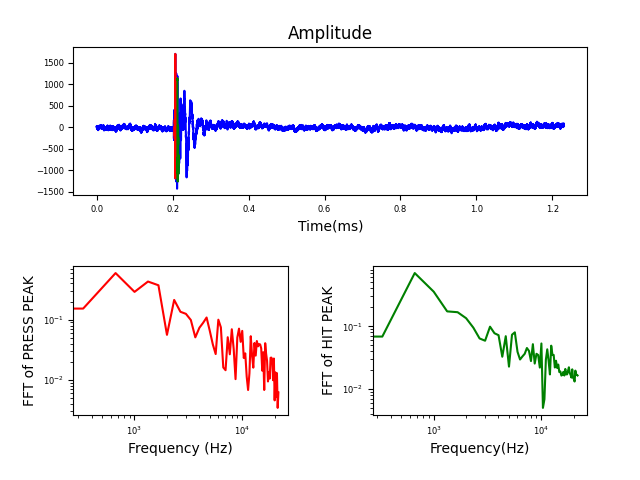 Amplitude
1500
1000
500
0
−500
−1000
−1500
0.0 0.2 0.4 0.6 0.8 1.0 1.2
Time(ms)
FFT of PRESS PEAK
10⁻¹
10⁻²
10³ 10⁴
Frequency (Hz)
FFT of HIT PEAK
10⁻¹
10⁻²
10³ 10⁴
Frequency(Hz)